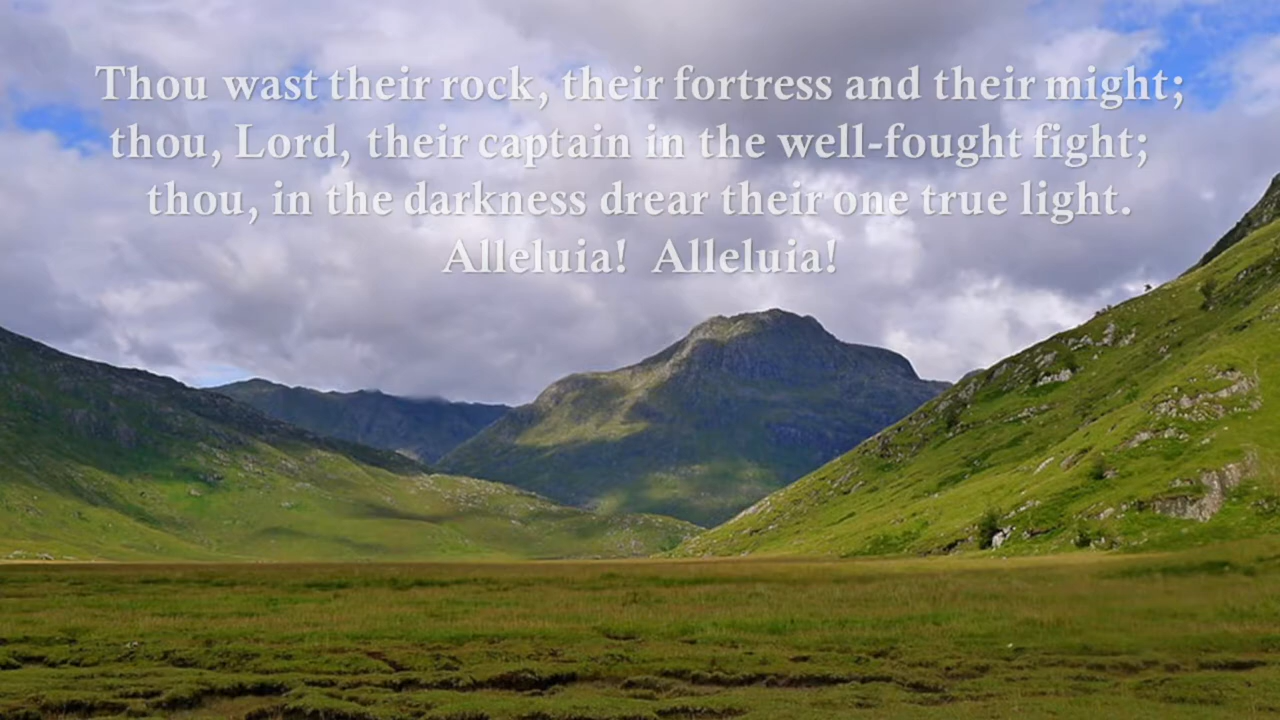 Thou wast their rock, their fortress and their might;
thou, Lord, their captain in the well-fought fight;
thou, in the darkness drear their one true light.
Alleluia! Alleluia!